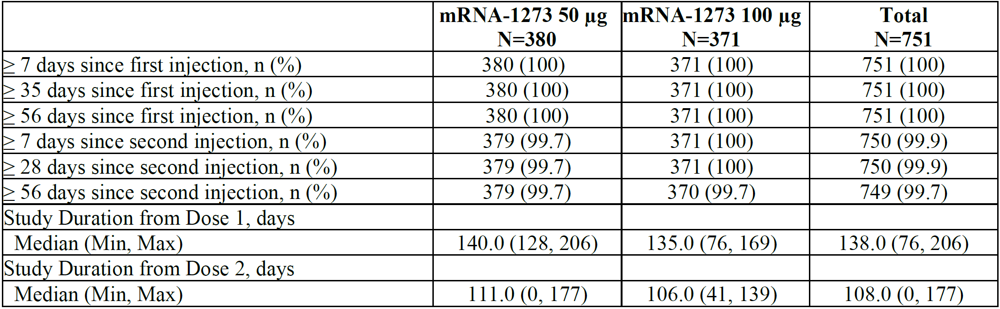 mRNA-1273 50 µg mRNA-1273 100 µg Total
N=380 N=371 N=751
≥ 7 days since first injection, n (%) 380 (100) 371 (100) 751 (100)
≥ 35 days since first injection, n (%) 380 (100) 371 (100) 751 (100)
≥ 56 days since first injection, n (%) 380 (100) 371 (100) 751 (100)
≥ 7 days since second injection, n (%) 379 (99.7) 371 (100) 750 (99.9)
≥ 28 days since second injection, n (%) 379 (99.7) 371 (100) 750 (99.9)
≥ 56 days since second injection, n (%) 379 (99.7) 370 (99.7) 749 (99.7)
Study Duration from Dose 1, days
Median (Min, Max) 140.0 (128, 206) 135.0 (76, 169) 138.0 (76, 206)
Study Duration from Dose 2, days
Median (Min, Max) 111.0 (0, 177) 106.0 (41, 139) 108.0 (0, 177)